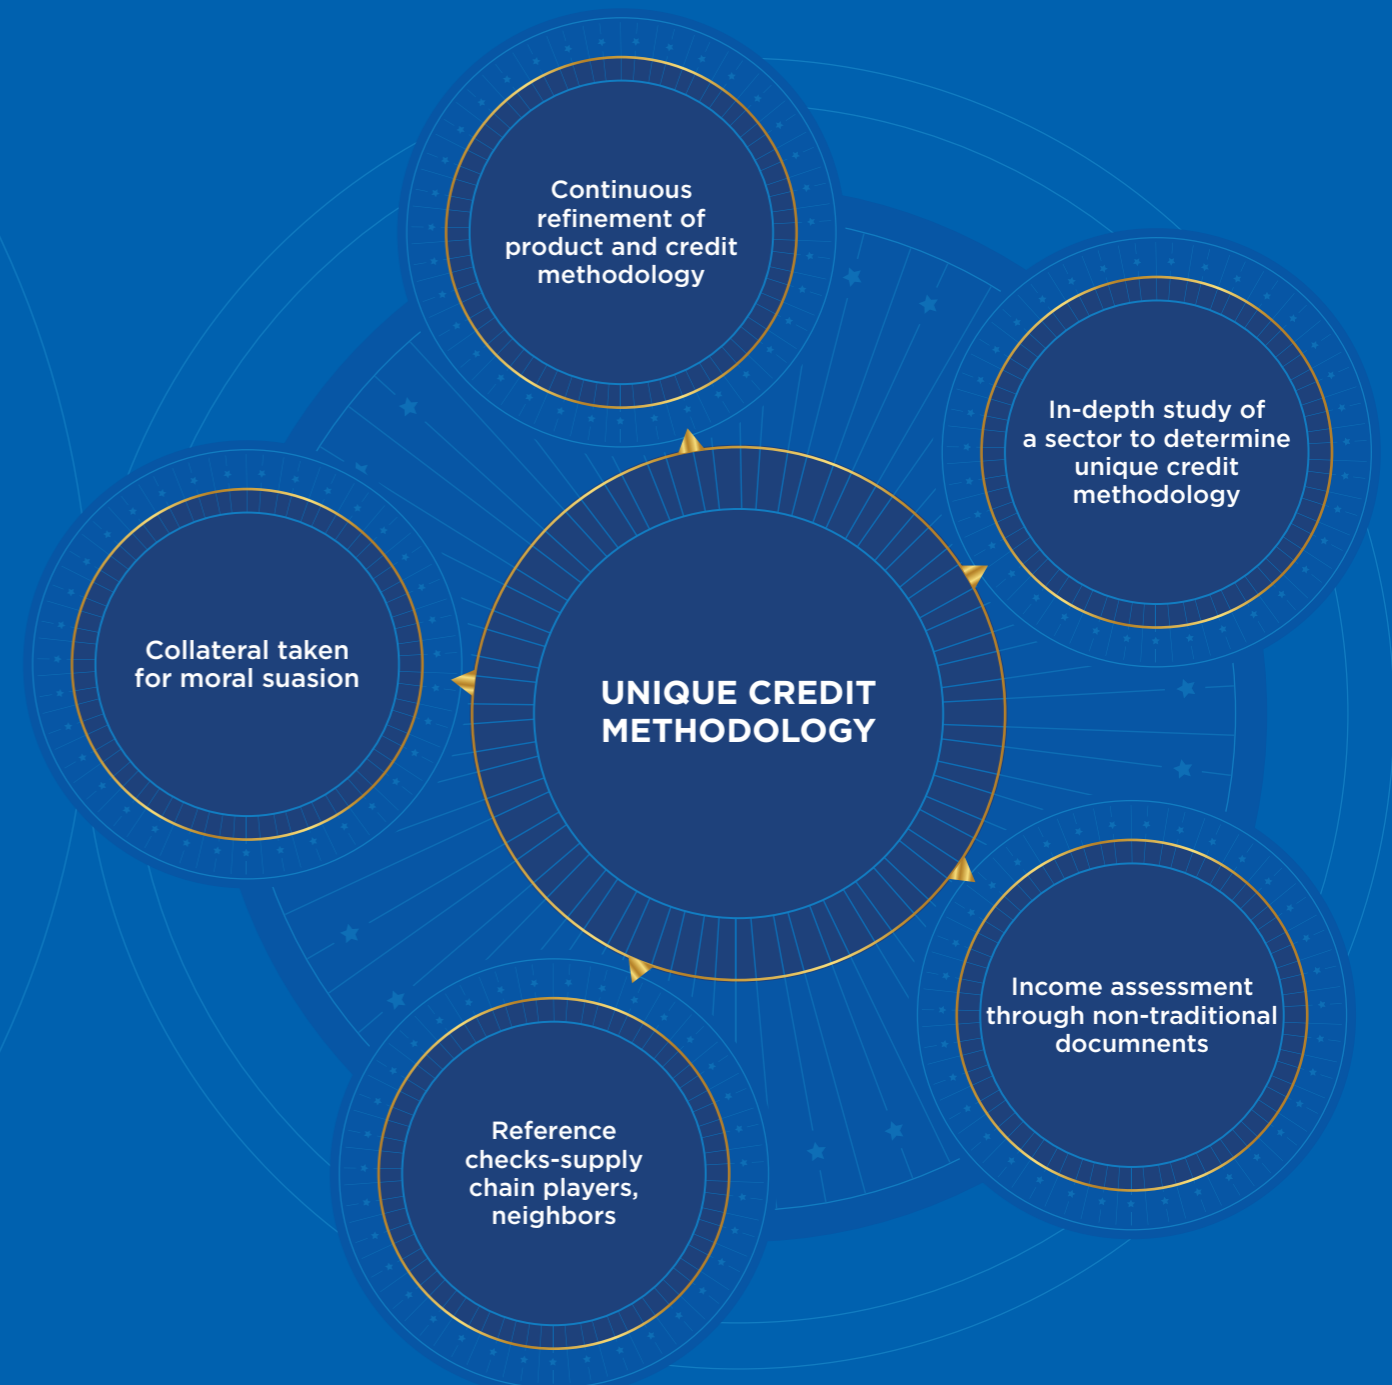 Continuous
refinement of
product and credit
methodology
In-depth study of
a sector to determine
unique credit
methodology
Collateral taken
for moral suasion
UNIQUE CREDIT
METHODOLOGY
Income assessment
through non-traditional
documnents
Reference
checks-supply
chain players,
neighbors